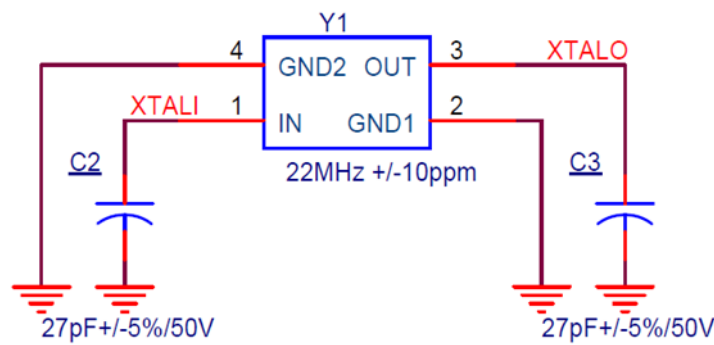 Y1
4 GND2 OUT 3 XTALO
XTALI 1 IN GND1 2
C2 22MHz +/-10ppm C3
27pF+/-5%/50V 27pF+/-5%/50V